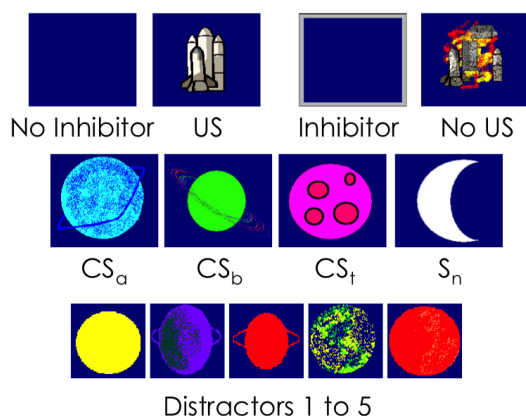 No Inhibitor US Inhibitor No US
CSa CSb CSt Sn
Distractors 1 to 5